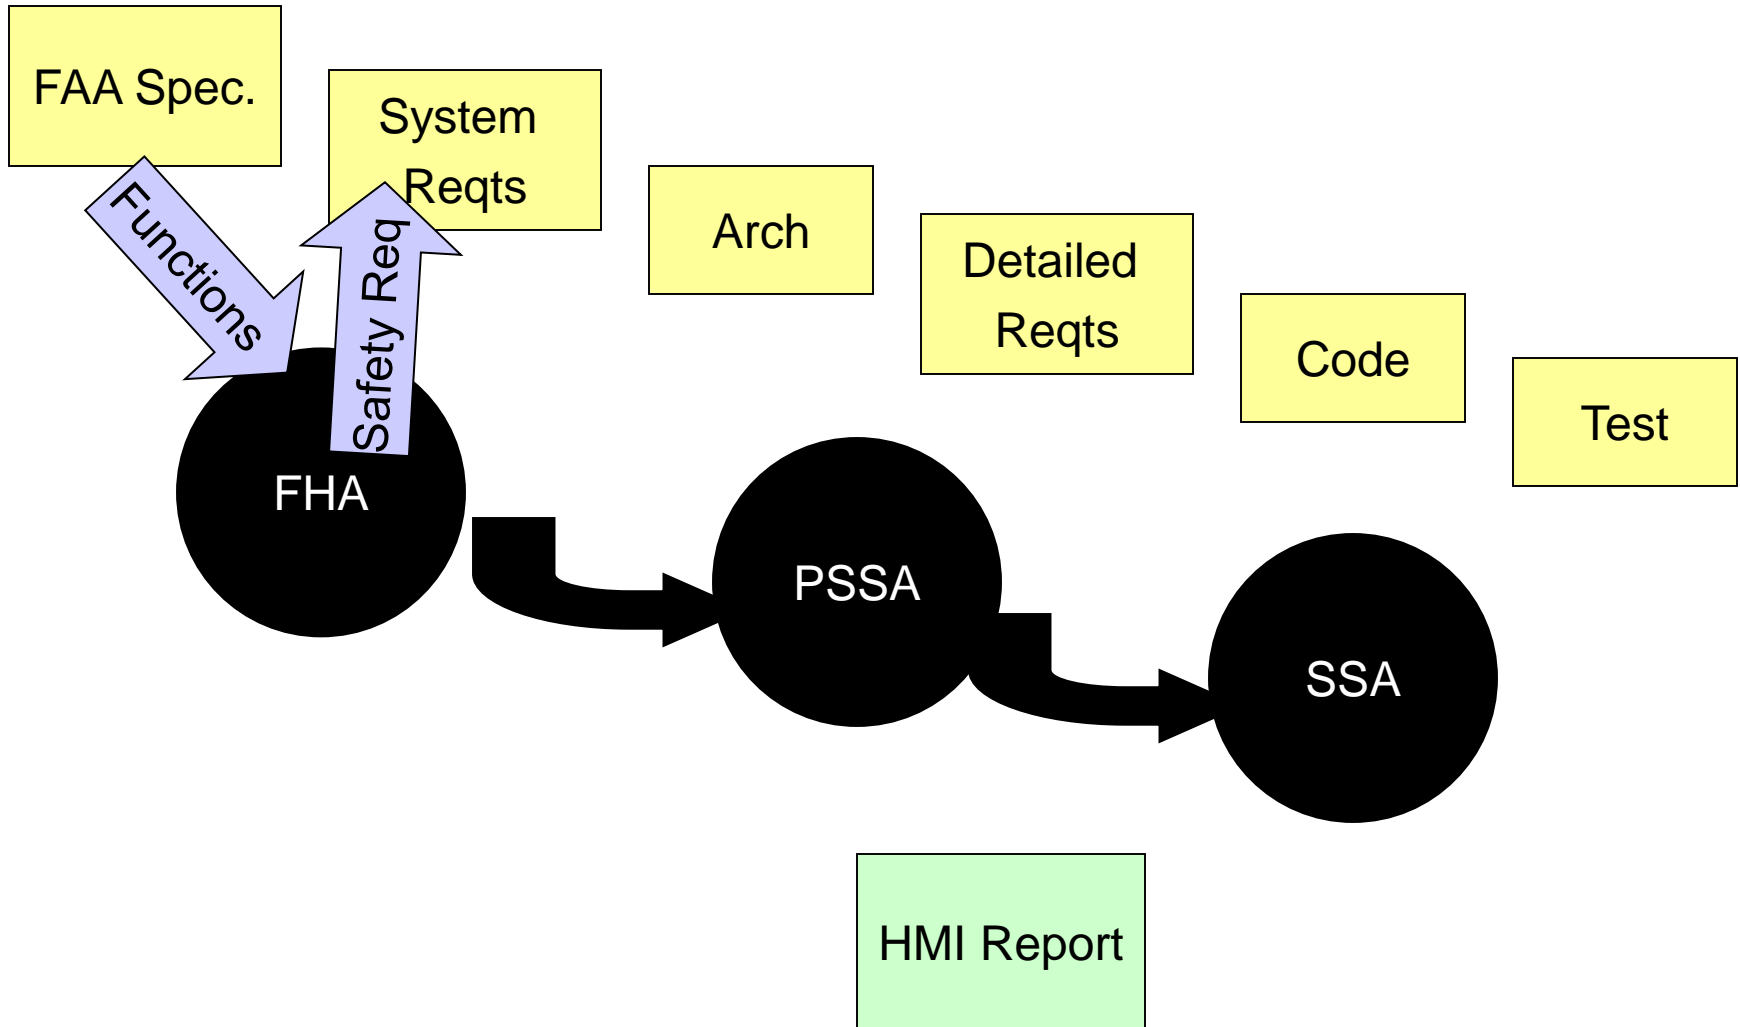 FAA Spec.
System
Reqts
Functions
Safety Req
Arch
Detailed
Reqts
Code
Test
FHA
PSSA
SSA
HMI Report